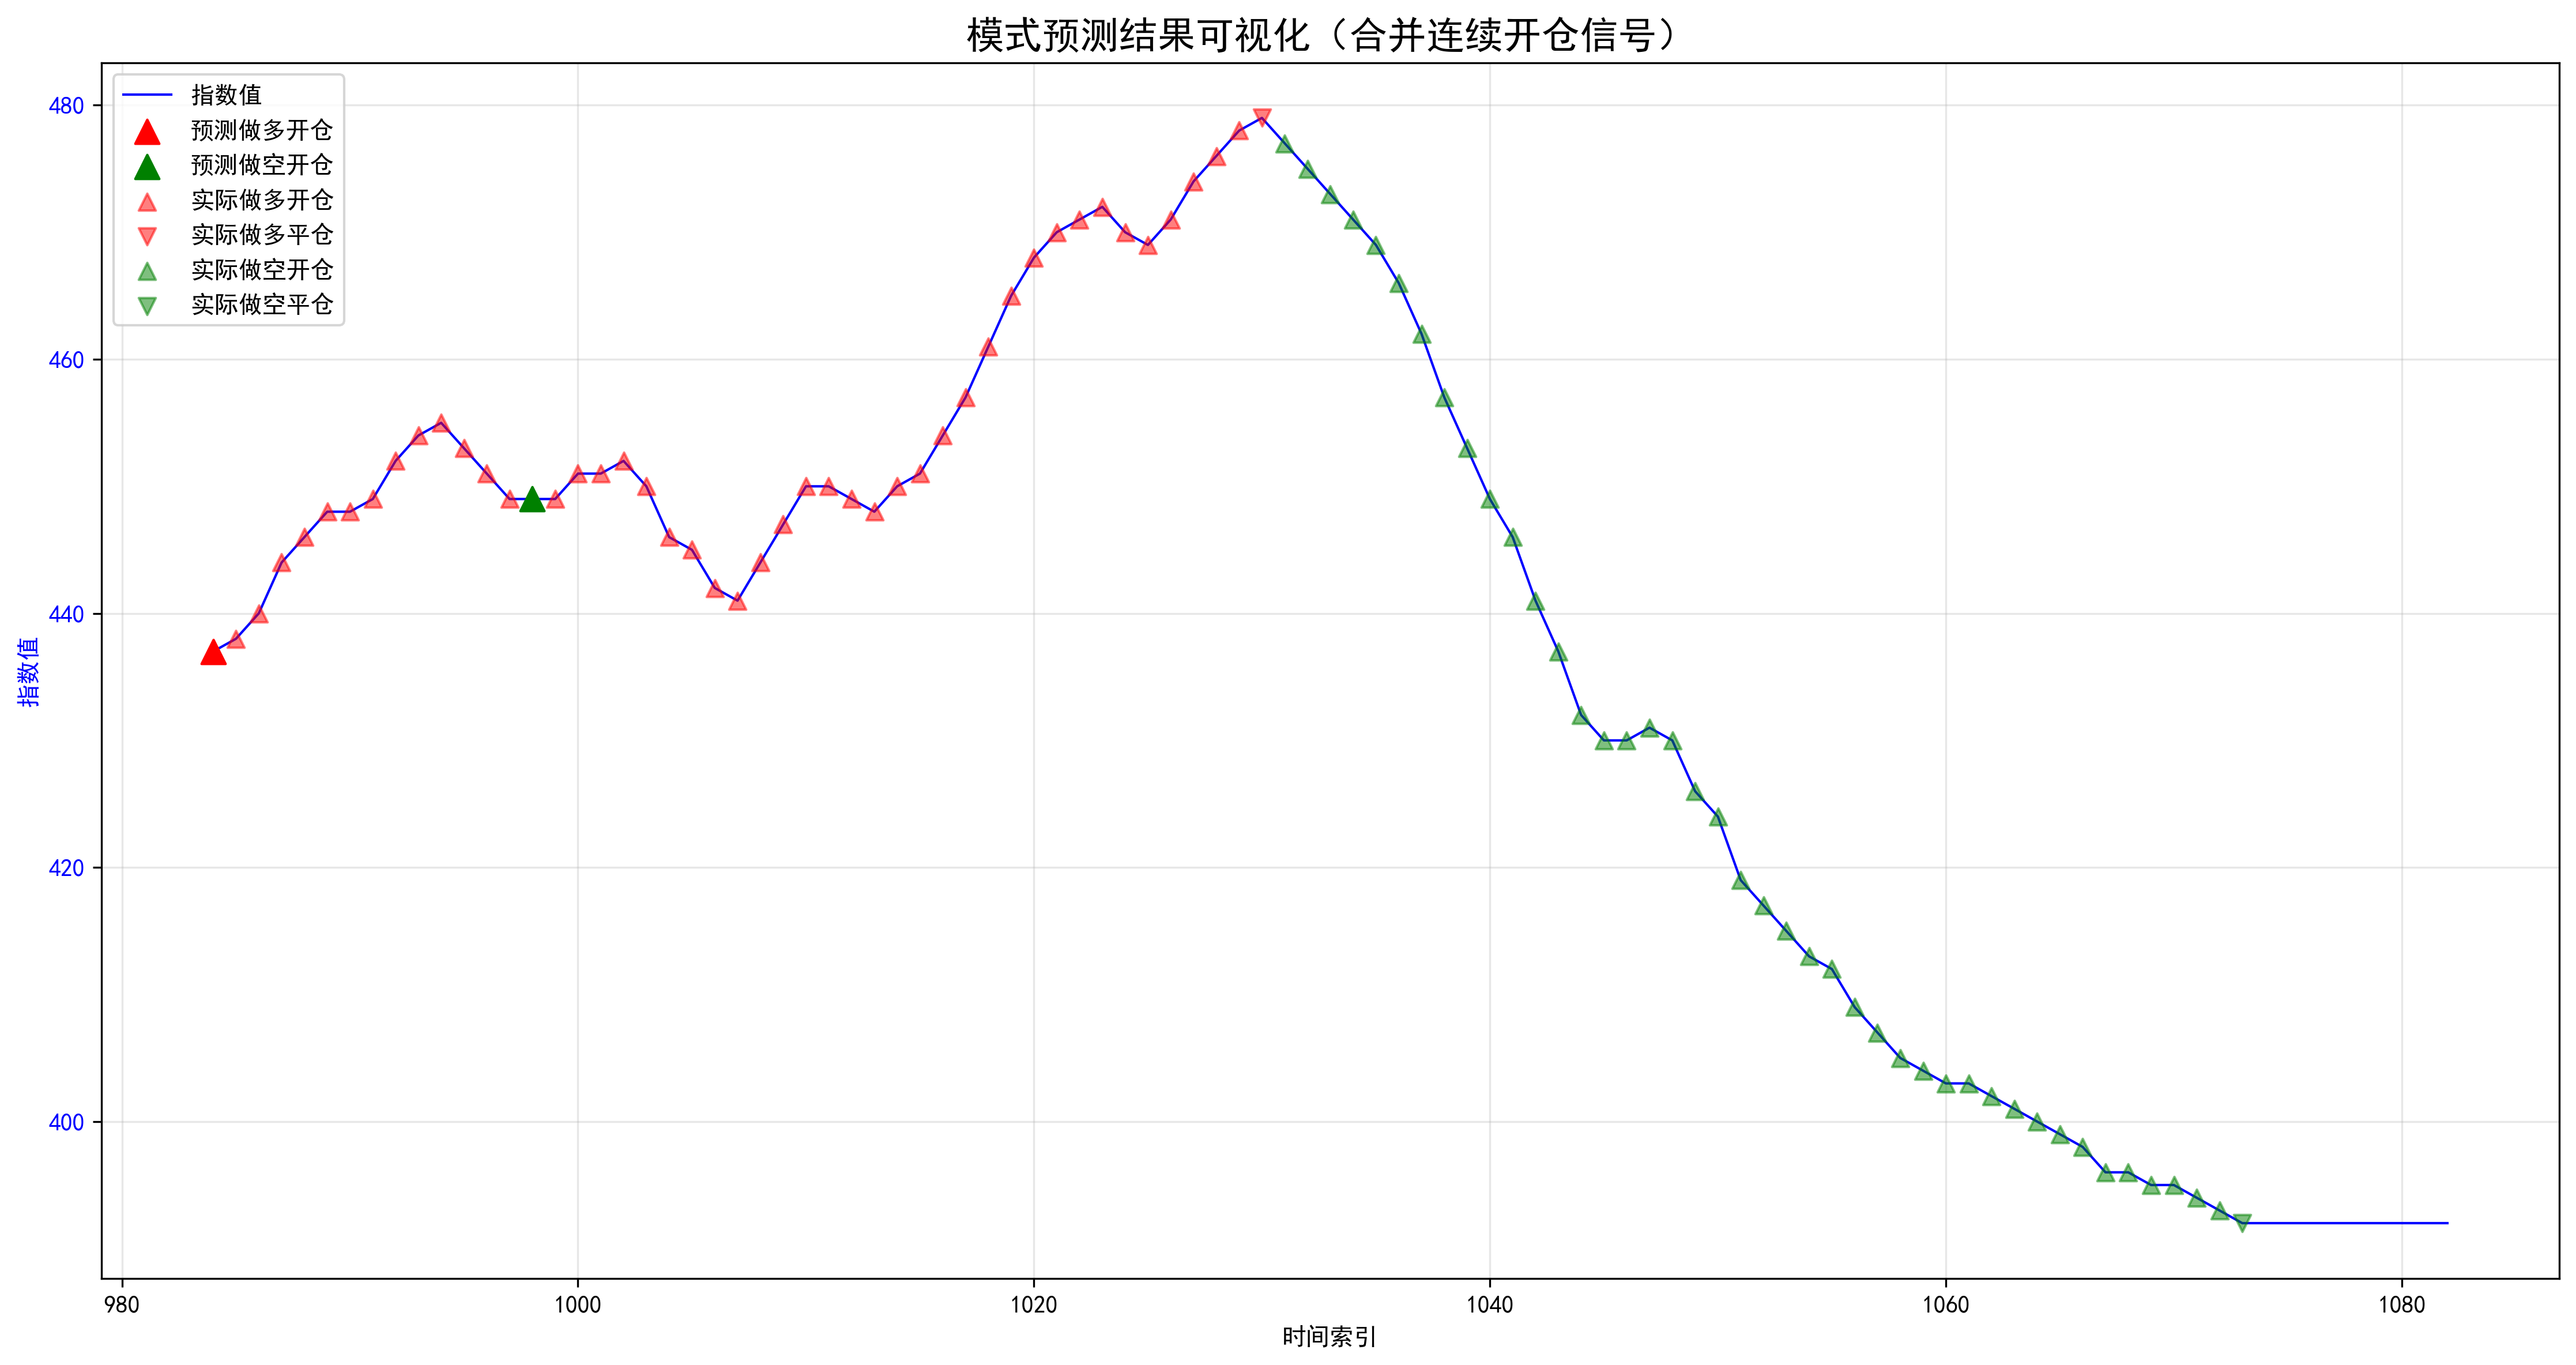 模式预测结果可视化（合并连续开仓信号）
指数值
预测做多开仓
预测做空开仓
实际做多开仓
实际做多平仓
实际做空开仓
实际做空平仓
480
460
440
420
400
指数值
980
1000
1020
1040
1060
1080
时间索引